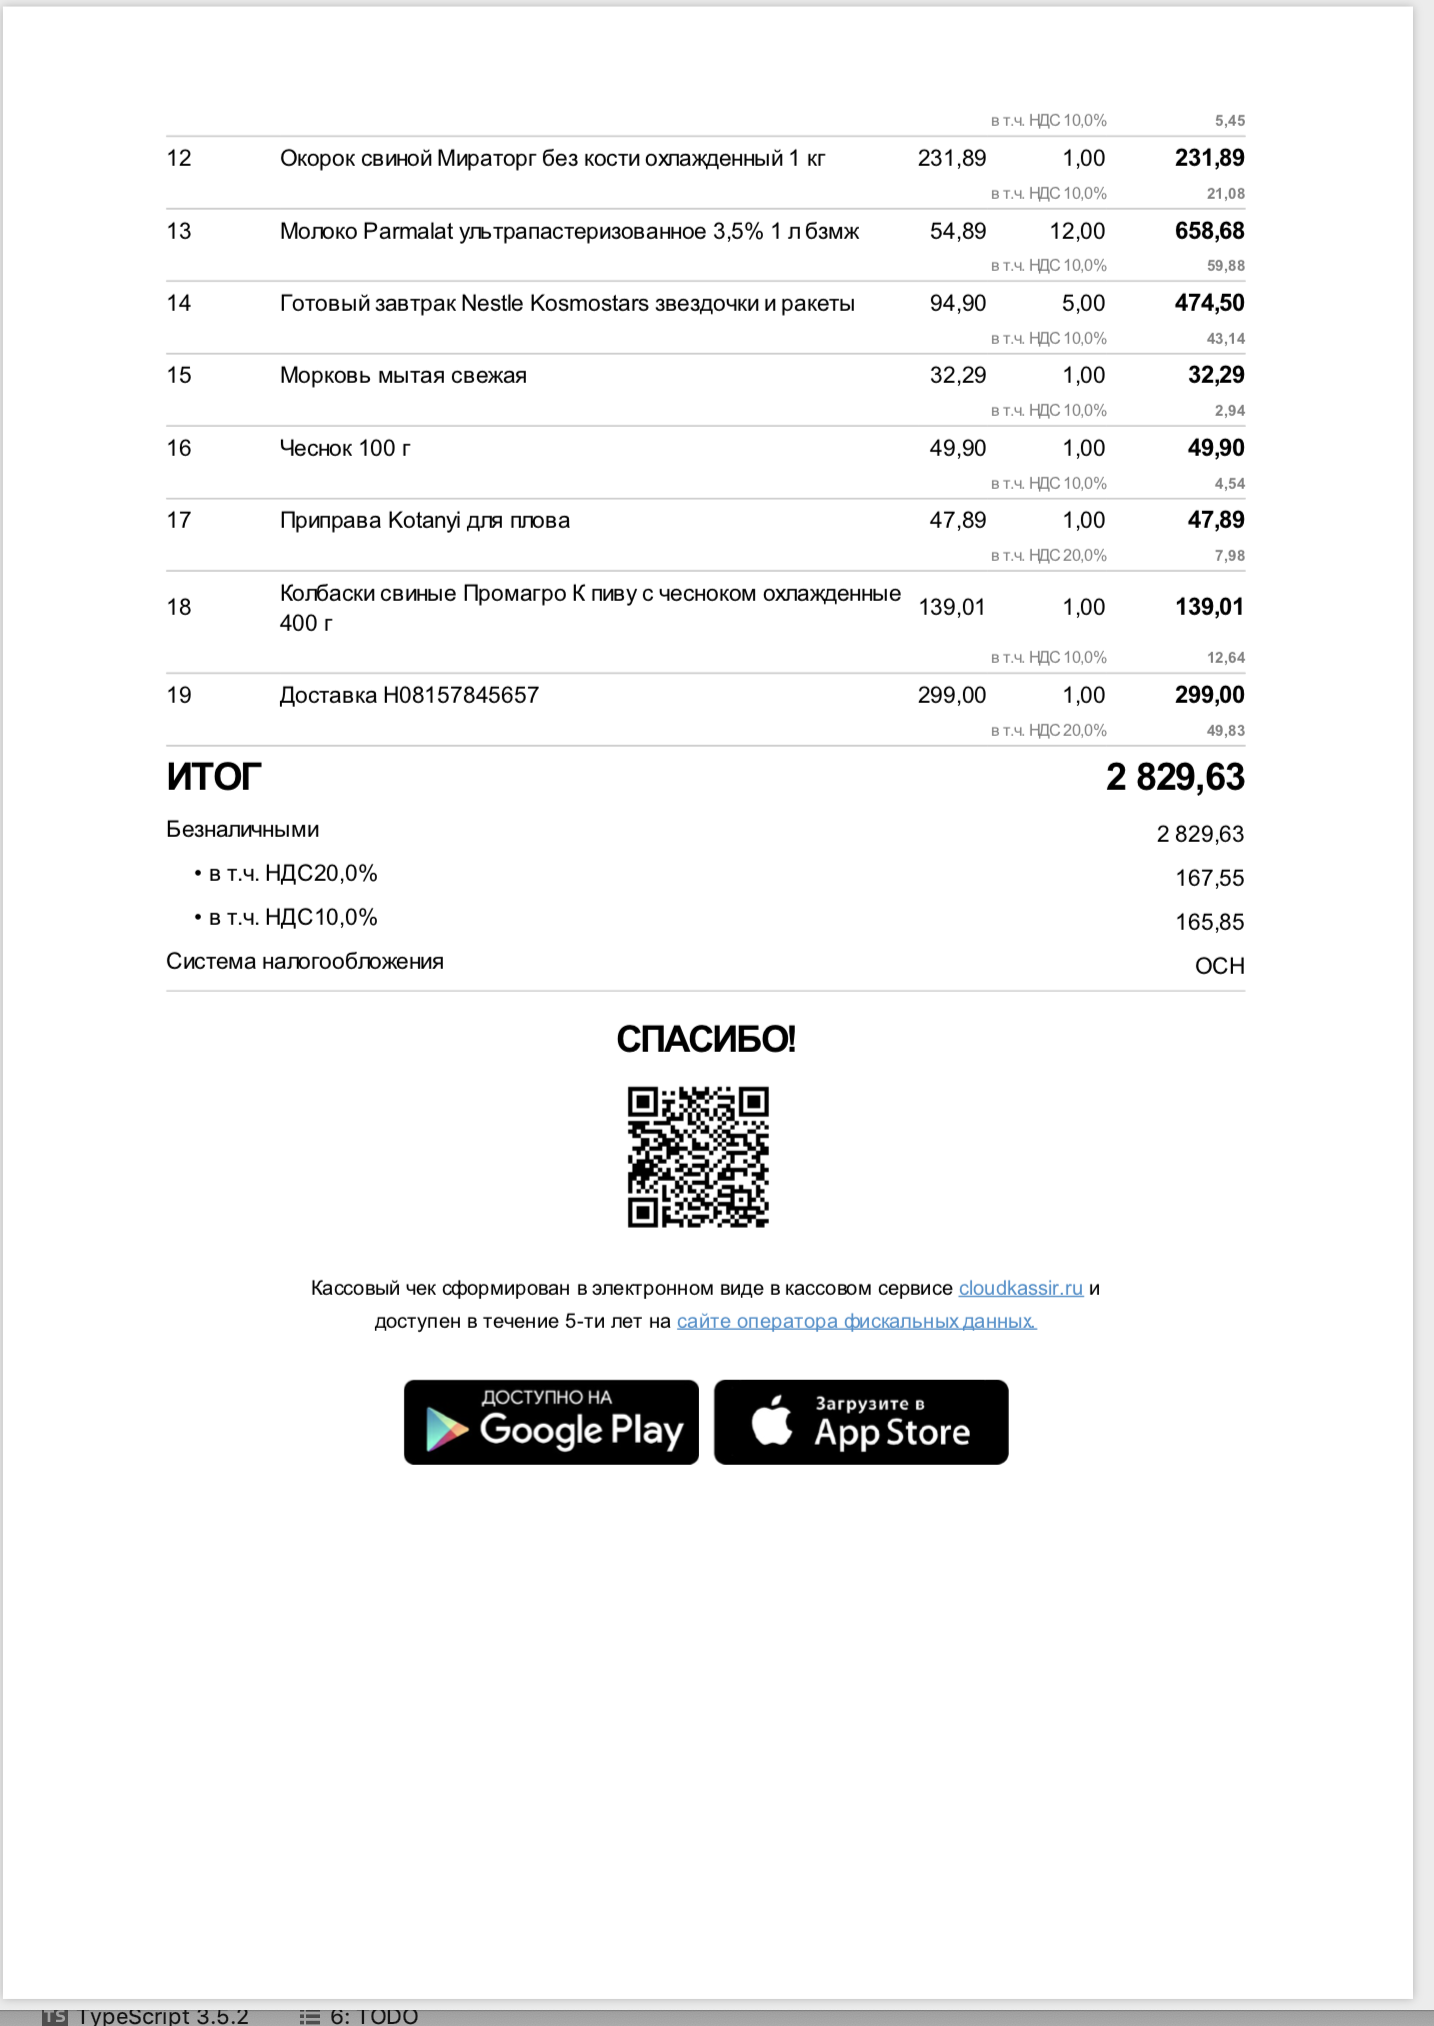 в т.ч. НДС 10,0% 5,45
12 Окорок свиной Мираторг без кости охлажденный 1 кг 231,89 1,00 231,89
в т.ч. НДС 10,0% 21,08
13 Молоко Parmalat ультрапастеризованное 3,5% 1 л бзмж 54,89 12,00 658,68
в т.ч. НДС 10,0% 59,88
14 Готовый завтрак Nestle Kosmostars звездочки и ракеты 94,90 5,00 474,50
в т.ч. НДС 10,0% 43,14
15 Морковь мытая свежая 32,29 1,00 32,29
в т.ч. НДС 10,0% 2,94
16 Чеснок 100 г 49,90 1,00 49,90
в т.ч. НДС 10,0% 4,54
17 Приправа Kotanyi для плова 47,89 1,00 47,89
в т.ч. НДС 20,0% 7,98
18 Колбаски свиные Промагро К пиву с чесноком охлажденные 139,01 1,00 139,01
400 г
в т.ч. НДС 10,0% 12,64
19 Доставка Н08157845657 299,00 1,00 299,00
в т.ч. НДС 20,0% 49,83
ИТОГ 2 829,63
Безналичными 2 829,63
• в т.ч. НДС20,0% 167,55
• в т.ч. НДС10,0% 165,85
Система налогообложения ОСН
СПАСИБО!
Кассовый чек сформирован в электронном виде в кассовом сервисе cloudkassir.ru и
доступен в течение 5-ти лет на сайте оператора фискальных данных.
ДОСТУПНО НА
Google Play
Загрузите в
App Store
TS TypeScript 3.5.2 6: TODO